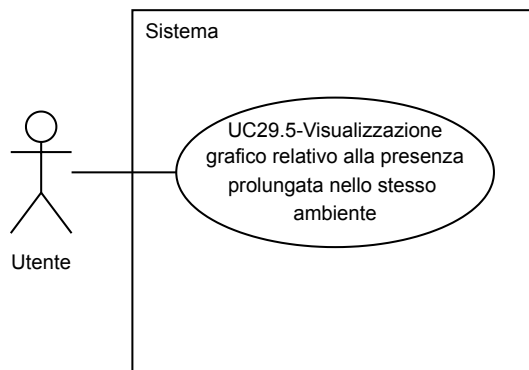 Sistema
UC29.5-Visualizzazione
grafico relativo alla presenza
prolungata nello stesso
ambiente
Utente